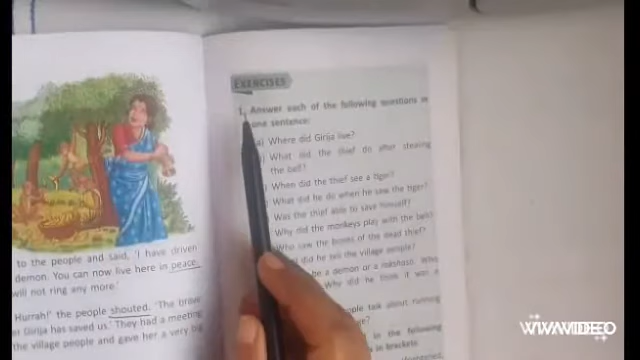 to the people and said, 'I have driven
demon. You can now live here in peace.
will not ring any more.'
Hurrah!' the people shouted. 'The brave
er Girija has saved us.' They had a meeting
the village people and gave her a very big
EXERCISES
1. Answer each of the following questions in
one sentence:
a) Where did Girija live?
) What did the thief do after stealing
the bell?
) When did the thief see a tiger?
What did he do when he saw the tiger?
Was the thief able to save himself?
Why did the monkeys play with the bell?
Who saw the bones of the dead thief?
did he tell the village people?
be a demon or a rakshash. Who
Why did he think it was a
people talk about running
in the following
in brackets